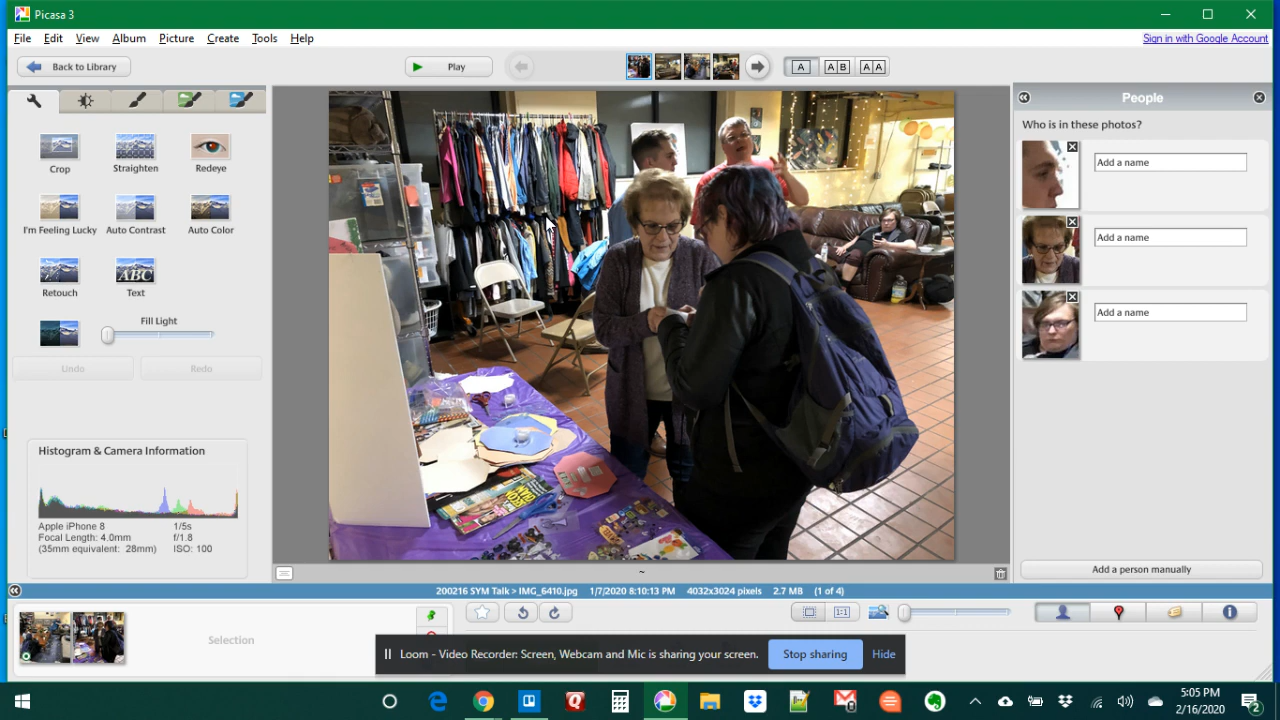 Picasa 3
File Edit View Album Picture Create Tools Help
Sign in with Google Account
Back to Library
Play
A
A B
A A
People
Who is in these photos?
Crop
Straighten
Redeye
Add a name
I'm Feeling Lucky
Auto Contrast
Auto Color
Add a name
ABC
Retouch
Text
Fill Light
Add a name
Undo
Redo
Histogram & Camera Information
Apple iPhone 8 1/5s
Focal Length: 4.0mm f/1.8
(35mm equivalent: 28mm) ISO: 100
~
Add a person manually
200216 SYM Talk > IMG_6410.jpg 1/7/2020 8:10:13 PM 4032x3024 pixels 2.7 MB (1 of 4)
1:1
Selection
Loom - Video Recorder: Screen, Webcam and Mic is sharing your screen.
Stop sharing
Hide
5:05 PM
2/16/2020
2